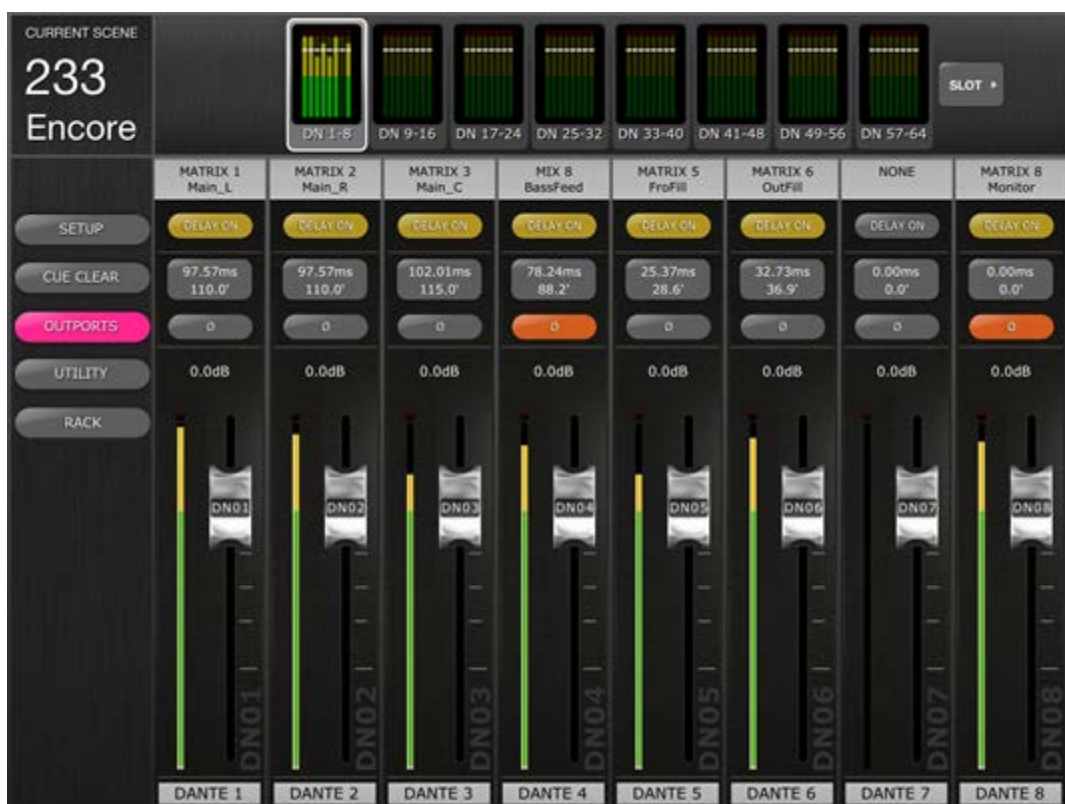 CURRENT SCENE
233
Encore
DN 1-8
DN 9-16
DN 17-24
DN 25-32
DN 33-40
DN 41-48
DN 49-56
DN 57-64
SLOT
SETUP
CUE CLEAR
OUTPORTS
UTILITY
RACK
MATRIX 1
Main_L
MATRIX 2
Main_R
MATRIX 3
Main_C
MIX 8
BassFeed
MATRIX 5
FroFill
MATRIX 6
OutFill
NONE
MATRIX 8
Monitor
DELAY ON
DELAY ON
DELAY ON
DELAY ON
DELAY ON
DELAY ON
DELAY ON
DELAY ON
97.57ms
110.0'
97.57ms
110.0'
102.01ms
115.0'
78.24ms
88.2'
25.37ms
28.6'
32.73ms
36.9'
0.00ms
0.0'
0.00ms
0.0'
Ø
Ø
Ø
Ø
Ø
Ø
Ø
Ø
0.0dB
0.0dB
0.0dB
0.0dB
0.0dB
0.0dB
0.0dB
0.0dB
DN01
DN02
DN03
DN04
DN05
DN06
DN07
DN08
DN01
DN02
DN03
DN04
DN05
DN06
DN07
DN08
DANTE 1
DANTE 2
DANTE 3
DANTE 4
DANTE 5
DANTE 6
DANTE 7
DANTE 8